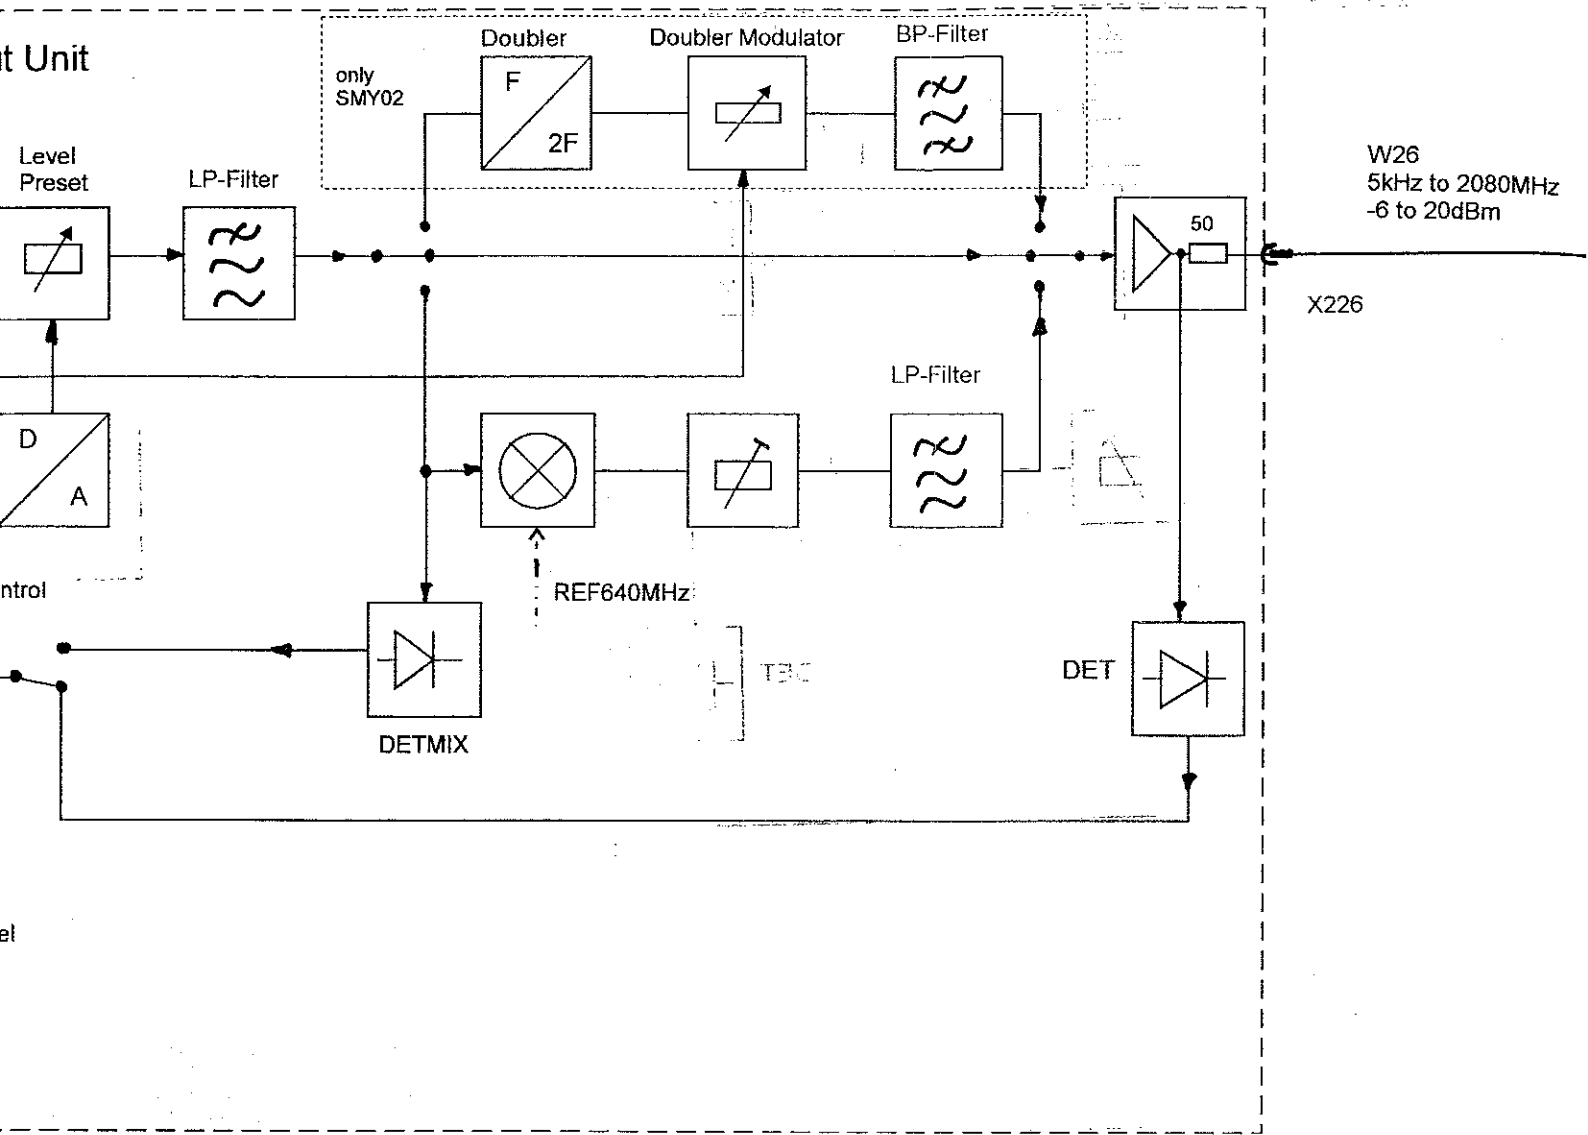 t Unit
only
SMY02
Doubler
F
2F
Doubler Modulator
BP-Filter
Level
Preset
LP-Filter
50
W26
5kHz to 2080MHz
-6 to 20dBm
X226
LP-Filter
D
A
ntrol
REF640MHz
DETMIX
DET
el